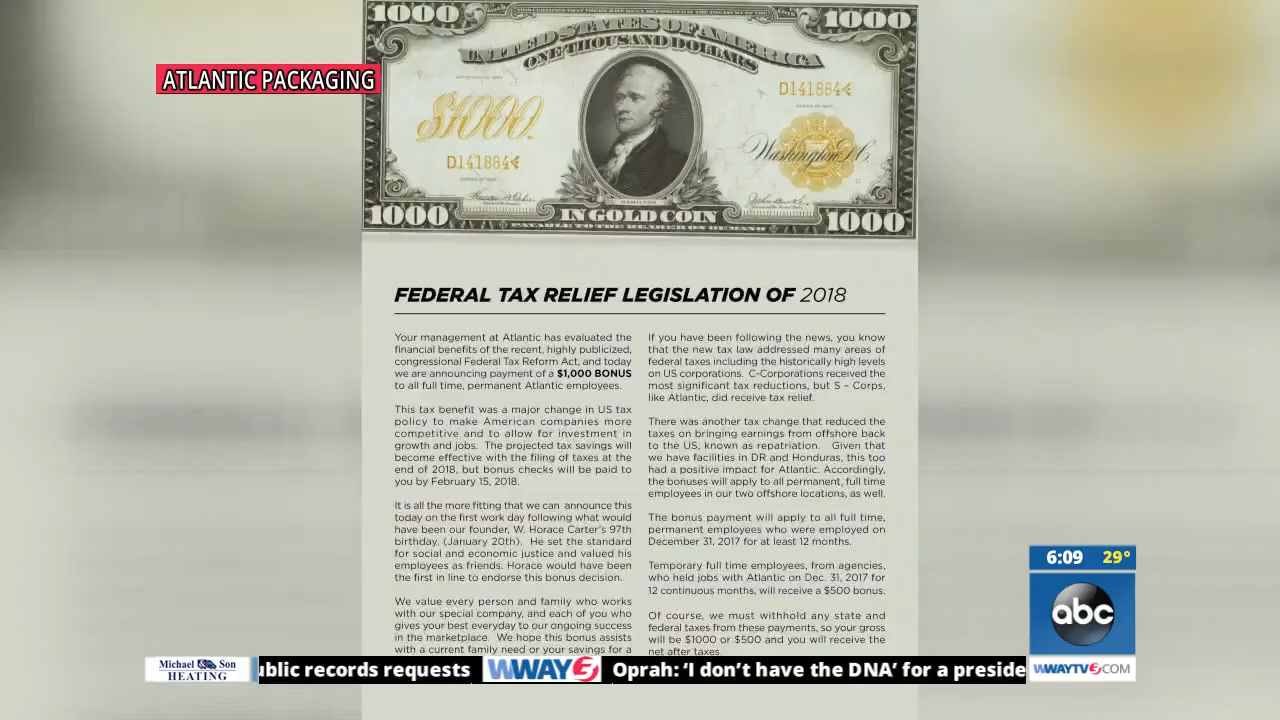 1000
1000
UNITED STATES OF AMERICA
ONE THOUSAND DOLLARS
ATLANTIC PACKAGING
D141884
$1000.
Washington, D.C.
D141884
HAMILTON
1000
IN GOLD COIN
1000
PAYABLE TO THE BEARER ON DEMAND
FEDERAL TAX RELIEF LEGISLATION OF 2018
Your management at Atlantic has evaluated the
financial benefits of the recent, highly publicized,
congressional Federal Tax Reform Act, and today
we are announcing payment of a $1,000 BONUS
to all full time, permanent Atlantic employees.
This tax benefit was a major change in US tax
policy to make American companies more
competitive and to allow for investment in
growth and jobs. The projected tax savings will
become effective with the filing of taxes at the
end of 2018, but bonus checks will be paid to
you by February 15, 2018.
It is all the more fitting that we can announce this
today on the first work day following what would
have been our founder, W. Horace Carter's 97th
birthday. (January 20th). He set the standard
for social and economic justice and valued his
employees as friends. Horace would have been
the first in line to endorse this bonus decision.
We value every person and family who works
with our special company, and each of you who
gives your best everyday to our ongoing success
in the marketplace. We hope this bonus assists
with a current family need or your savings for a
If you have been following the news, you know
that the new tax law addressed many areas of
federal taxes including the historically high levels
on US corporations. C-Corporations received the
most significant tax reductions, but S – Corps,
like Atlantic, did receive tax relief.
There was another tax change that reduced the
taxes on bringing earnings from offshore back
to the US, known as repatriation. Given that
we have facilities in DR and Honduras, this too
had a positive impact for Atlantic. Accordingly,
the bonuses will apply to all permanent, full time
employees in our two offshore locations, as well.
The bonus payment will apply to all full time,
permanent employees who were employed on
December 31, 2017 for at least 12 months.
Temporary full time employees, from agencies,
who held jobs with Atlantic on Dec. 31, 2017 for
12 continuous months, will receive a $500 bonus.
Of course, we must withhold any state and
federal taxes from these payments, so your gross
will be $1000 or $500 and you will receive the
net after taxes.
6:09 29°
abc
WWAYTV3.COM
Michael & Son
HEATING
ublic records requests WWAY3 Oprah: ‘I don’t have the DNA’ for a preside